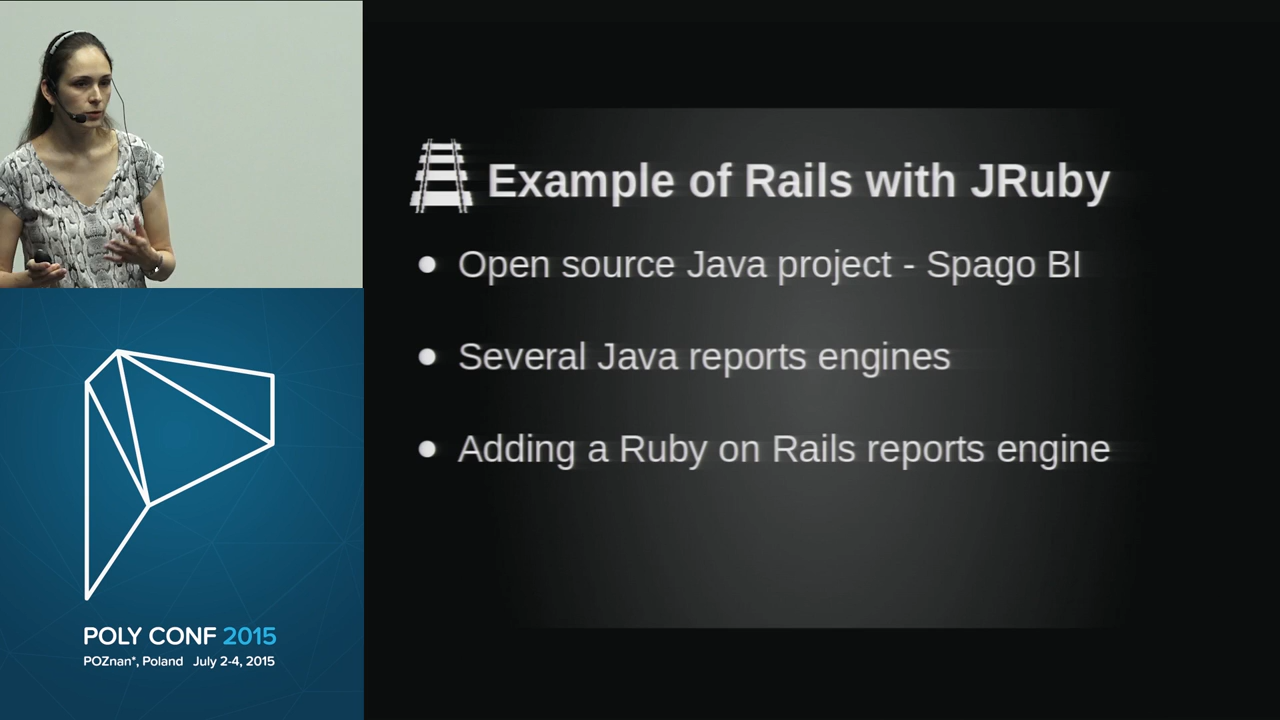 Example of Rails with JRuby
Open source Java project - Spago BI
Several Java reports engines
Adding a Ruby on Rails reports engine
POLY CONF 2015
POZnan*, Poland July 2-4, 2015